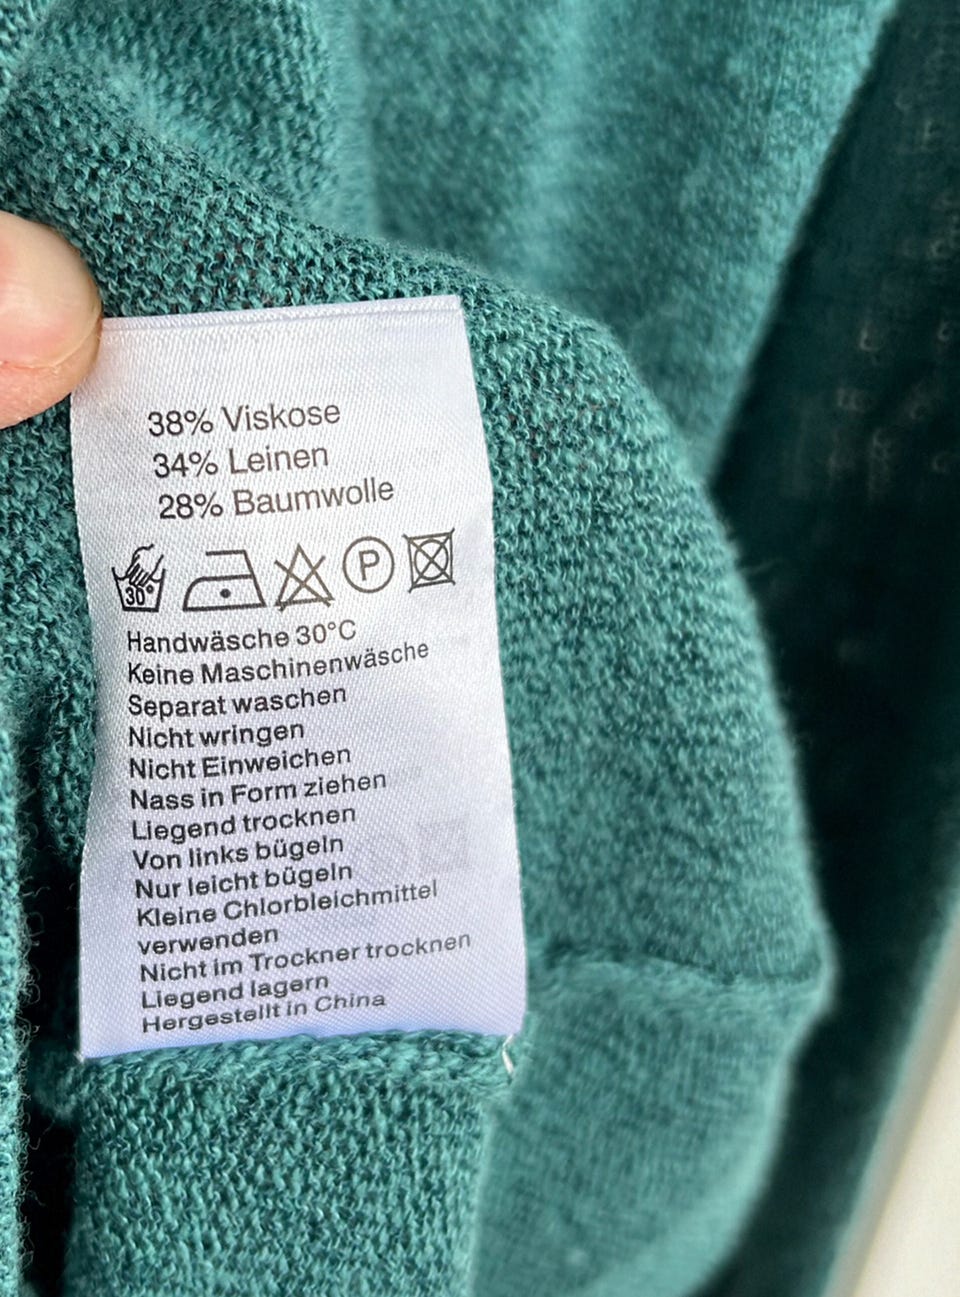 38% Viskose
34% Leinen
28% Baumwolle
30° P
Handwäsche 30°C
Keine Maschinenwäsche
Separat waschen
Nicht wringen
Nicht Einweichen
Nass in Form ziehen
Liegend trocknen
Von links bügeln
Nur leicht bügeln
Kleine Chlorbleichmittel
verwenden
Nicht im Trockner trocknen
Liegend lagern
Hergestellt in China